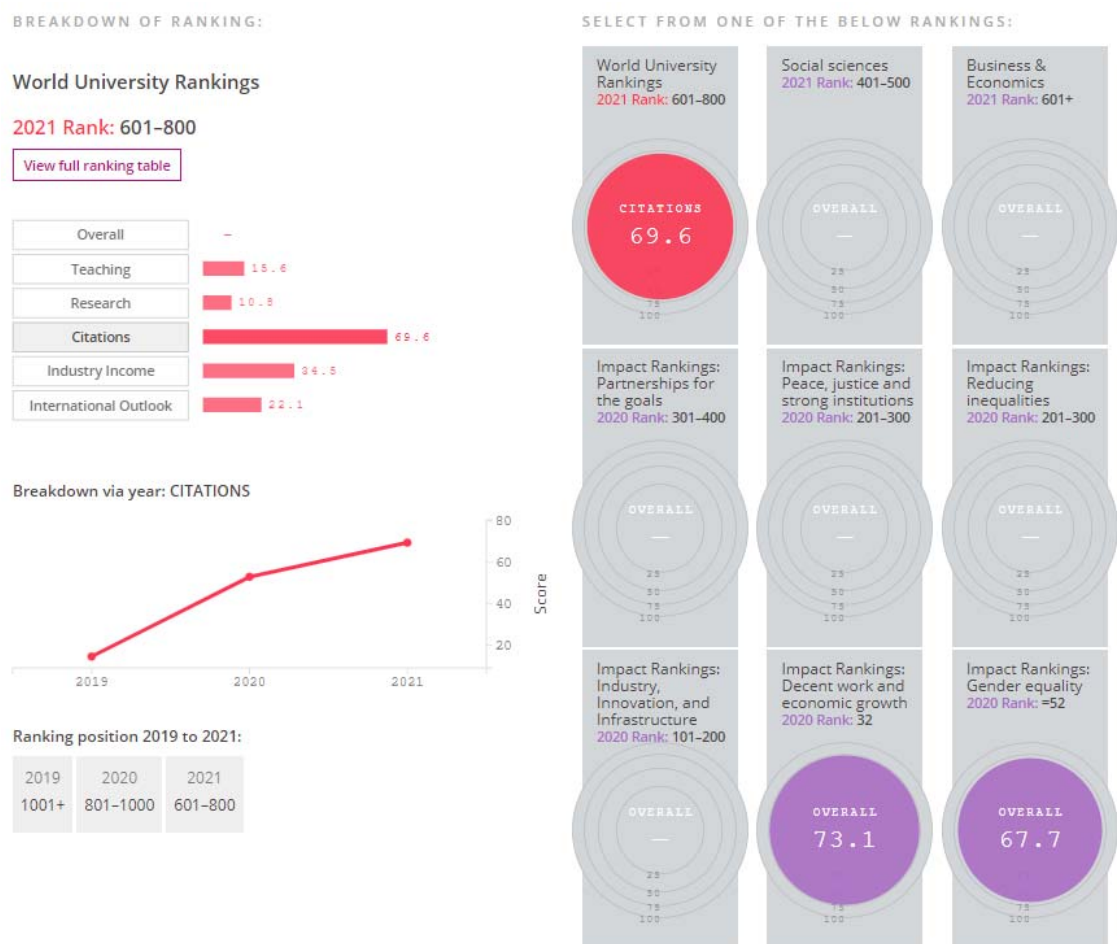 BREAKDOWN OF RANKING:
World University Rankings
2021 Rank: 601–800
View full ranking table
Overall –
Teaching 15.6
Research 10.8
Citations 69.6
Industry Income 34.5
International Outlook 22.1
Breakdown via year: CITATIONS
80
60
40
20
Score
2019 2020 2021
Ranking position 2019 to 2021:
2019 2020 2021
1001+ 801–1000 601–800
SELECT FROM ONE OF THE BELOW RANKINGS:
World University
Rankings
2021 Rank: 601–800
CITATIONS
69.6
75
100
Social sciences
2021 Rank: 401–500
OVERALL
—
25
50
75
100
Business &
Economics
2021 Rank: 601+
OVERALL
—
25
50
75
100
Impact Rankings:
Partnerships for
the goals
2020 Rank: 301–400
OVERALL
—
25
50
75
100
Impact Rankings:
Peace, justice and
strong institutions
2020 Rank: 201–300
OVERALL
—
25
50
75
100
Impact Rankings:
Reducing
inequalities
2020 Rank: 201–300
OVERALL
—
25
50
75
100
Impact Rankings:
Industry,
Innovation, and
Infrastructure
2020 Rank: 101–200
OVERALL
—
25
50
75
100
Impact Rankings:
Decent work and
economic growth
2020 Rank: 32
OVERALL
73.1
75
100
Impact Rankings:
Gender equality
2020 Rank: =52
OVERALL
67.7
75
100